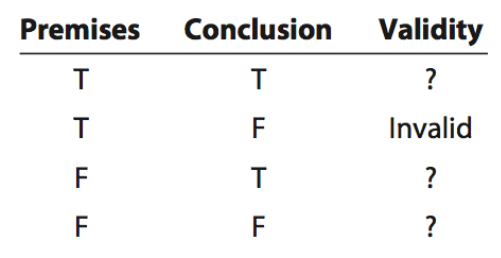 Premises Conclusion Validity
T T ?
T F Invalid
F T ?
F F ?